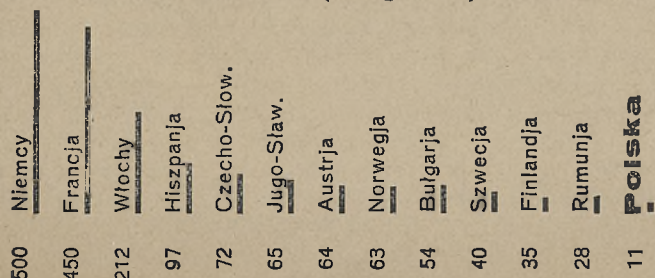 500 Niemcy
450 Francja
212 Włochy
97 Hiszpanja
72 Czecho-Słow.
65 Jugo-Sław.
64 Austrja
63 Norwegja
54 Bułgarja
40 Szwecja
35 Finlandja
28 Rumunja
11 Polska